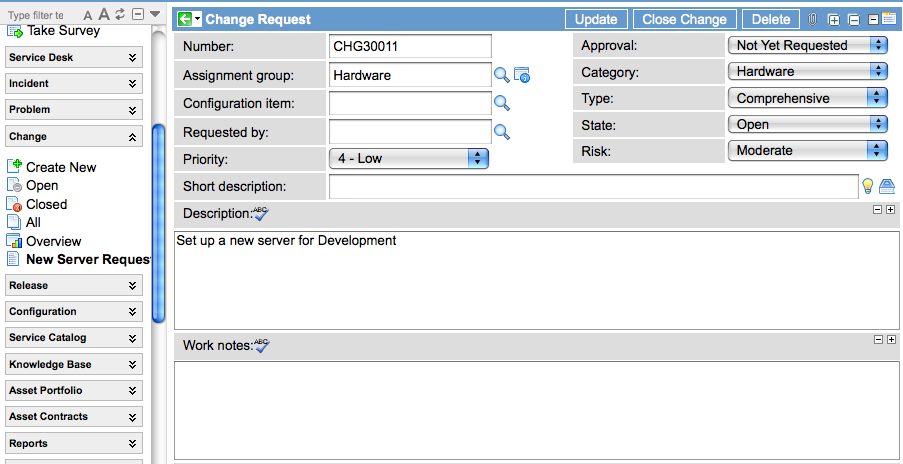 Type filter te A A
Take Survey
Service Desk
Incident
Problem
Change
Create New
Open
Closed
All
Overview
New Server Reques
Release
Configuration
Service Catalog
Knowledge Base
Asset Portfolio
Asset Contracts
Reports
Change Request Update Close Change Delete
Number: CHG30011
Assignment group: Hardware
Configuration item:
Requested by:
Priority: 4 - Low
Approval: Not Yet Requested
Category: Hardware
Type: Comprehensive
State: Open
Risk: Moderate
Short description:
Description: ABC
Set up a new server for Development
Work notes: ABC